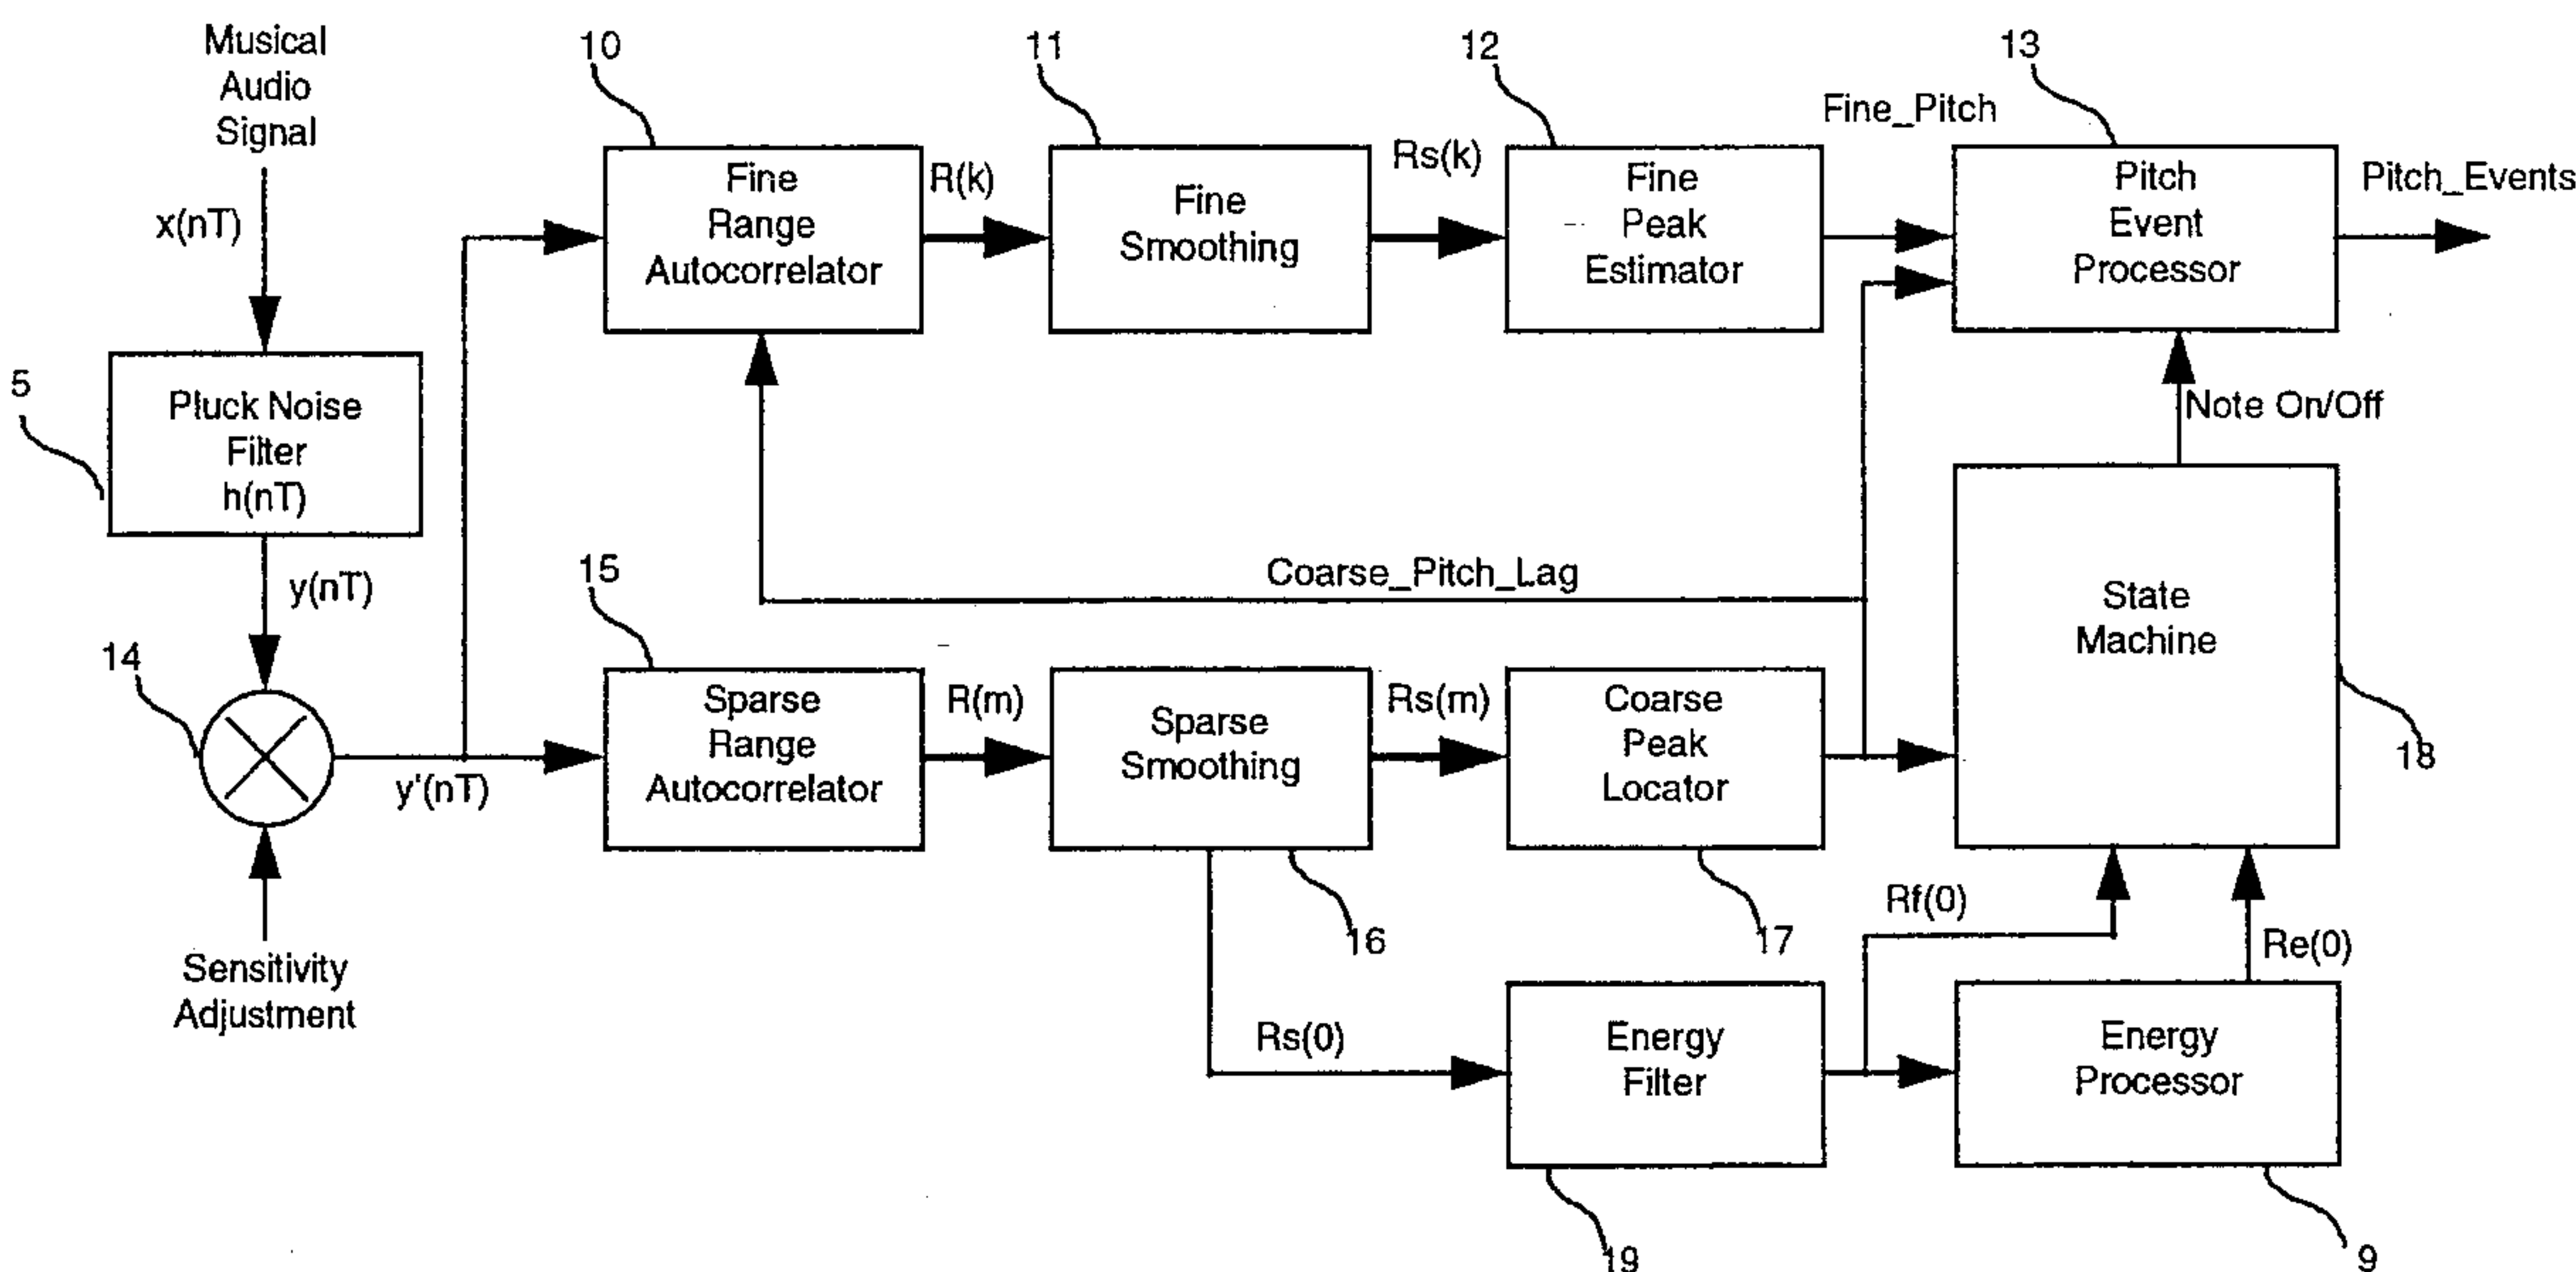 Musical
Audio
Signal
x(nT)
5
Pluck Noise
Filter
h(nT)
y(nT)
14
y'(nT)
Sensitivity
Adjustment
10
Fine
Range
Autocorrelator
R(k)
11
Fine
Smoothing
Rs(k)
12
Fine
Peak
Estimator
Fine_Pitch
13
Pitch
Event
Processor
Pitch_Events
Note On/Off
Coarse_Pitch_Lag
15
Sparse
Range
Autocorrelator
R(m)
Sparse
Smoothing
16
Rs(m)
Coarse
Peak
Locator
17
State
Machine
18
Rs(0)
Energy
Filter
19
Rf(0)
Re(0)
Energy
Processor
9